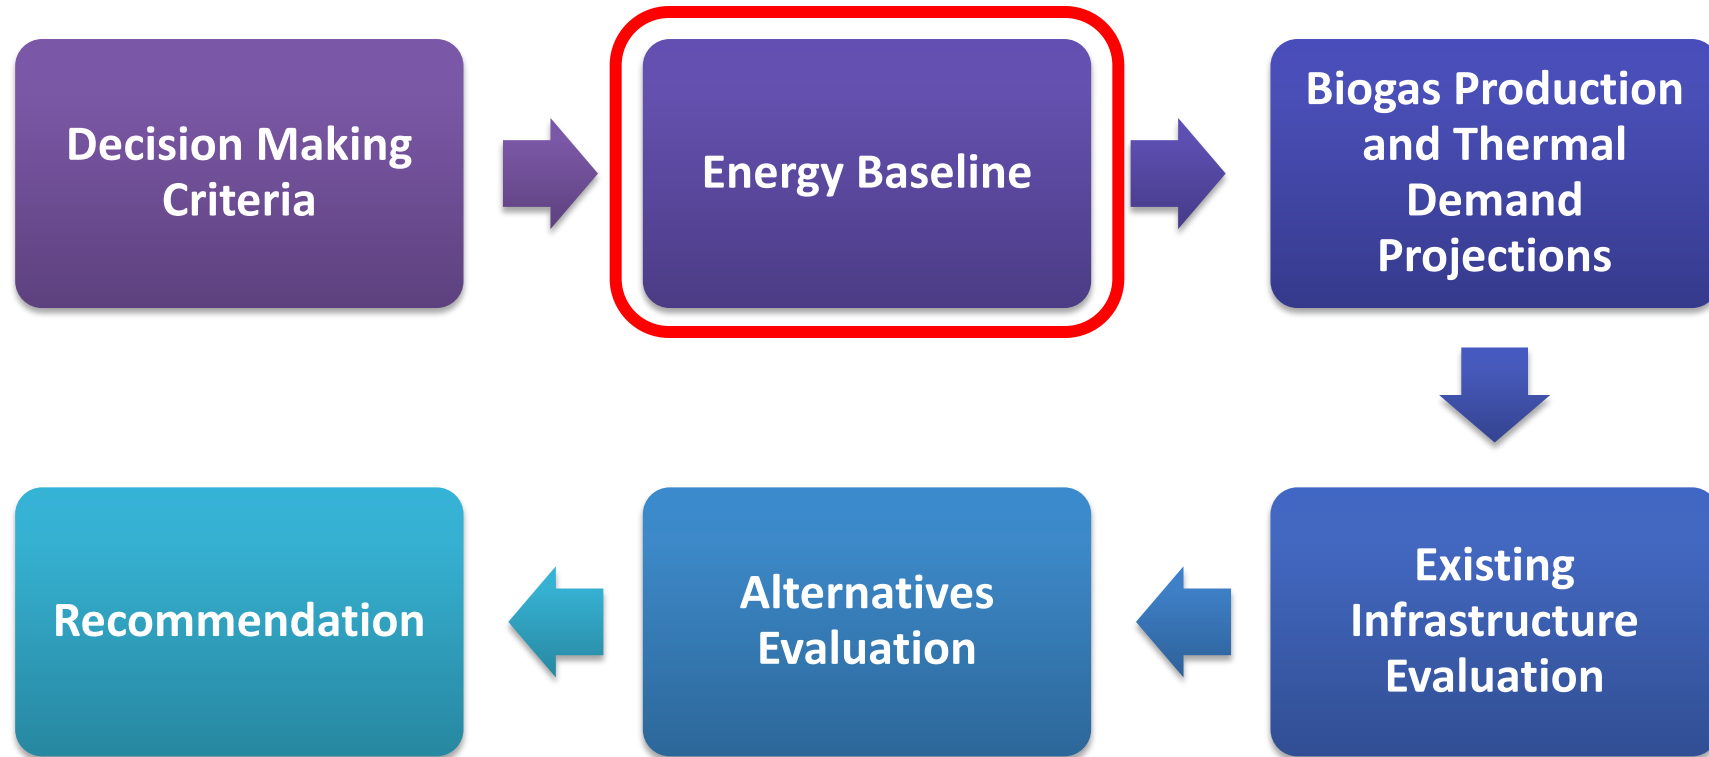 Decision Making
Criteria
Energy Baseline
Biogas Production
and Thermal
Demand
Projections
Existing
Infrastructure
Evaluation
Alternatives
Evaluation
Recommendation